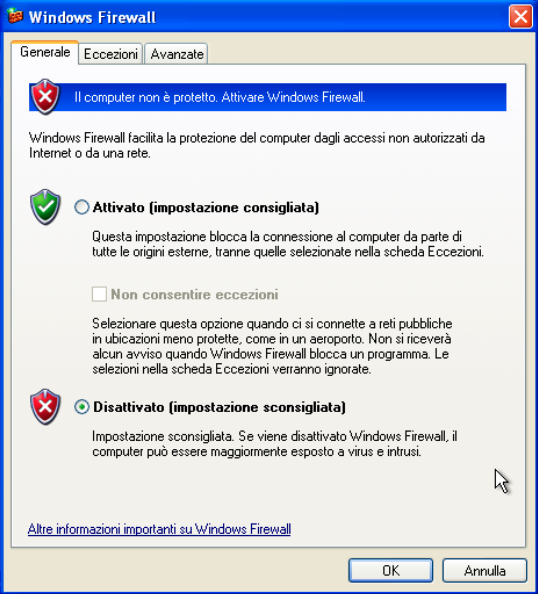 Windows Firewall
Generale Eccezioni Avanzate
Il computer non è protetto. Attivare Windows Firewall.
Windows Firewall facilita la protezione del computer dagli accessi non autorizzati da
Internet o da una rete.
Attivato (impostazione consigliata)
Questa impostazione blocca la connessione al computer da parte di
tutte le origini esterne, tranne quelle selezionate nella scheda Eccezioni.
Non consentire eccezioni
Selezionare questa opzione quando ci si connette a reti pubbliche
in ubicazioni meno protette, come in un aeroporto. Non si riceverà
alcun avviso quando Windows Firewall blocca un programma. Le
selezioni nella scheda Eccezioni verranno ignorate.
Disattivato (impostazione sconsigliata)
Impostazione sconsigliata. Se viene disattivato Windows Firewall, il
computer può essere maggiormente esposto a virus e intrusi.
Altre informazioni importanti su Windows Firewall
OK Annulla